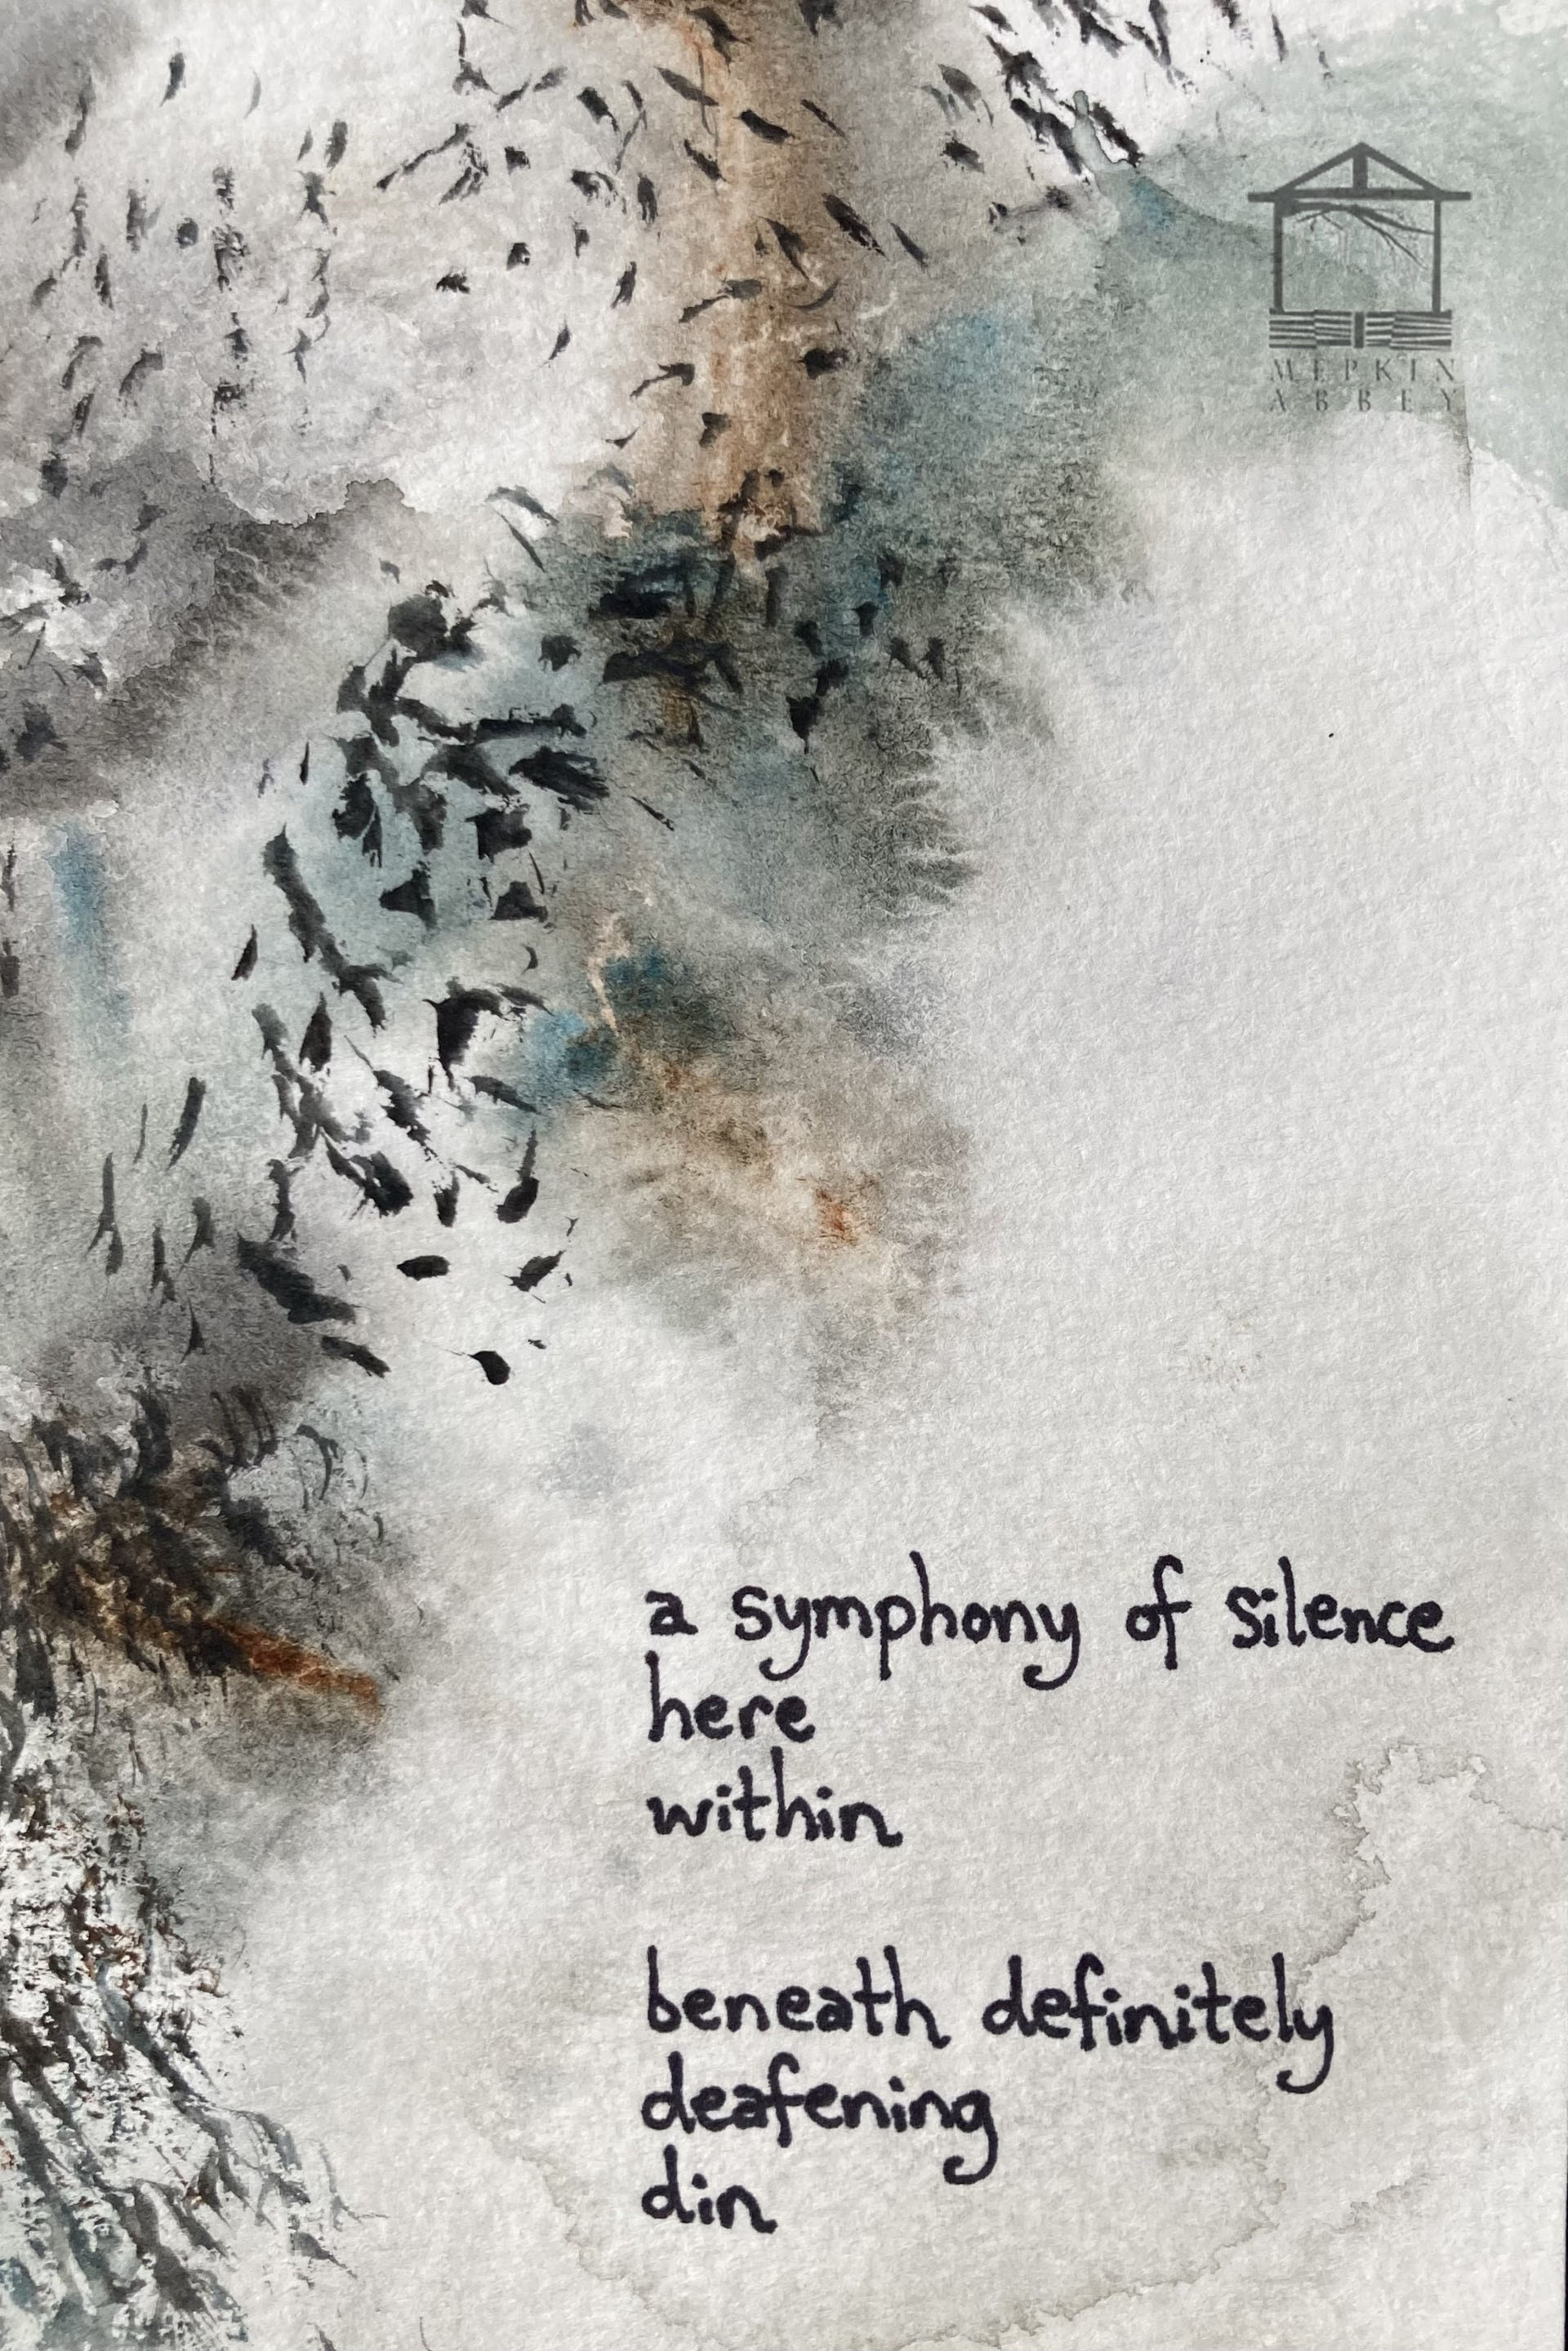 MEPKIN
ABBEY
a symphony of silence
here
within
beneath definitely
deafening
din